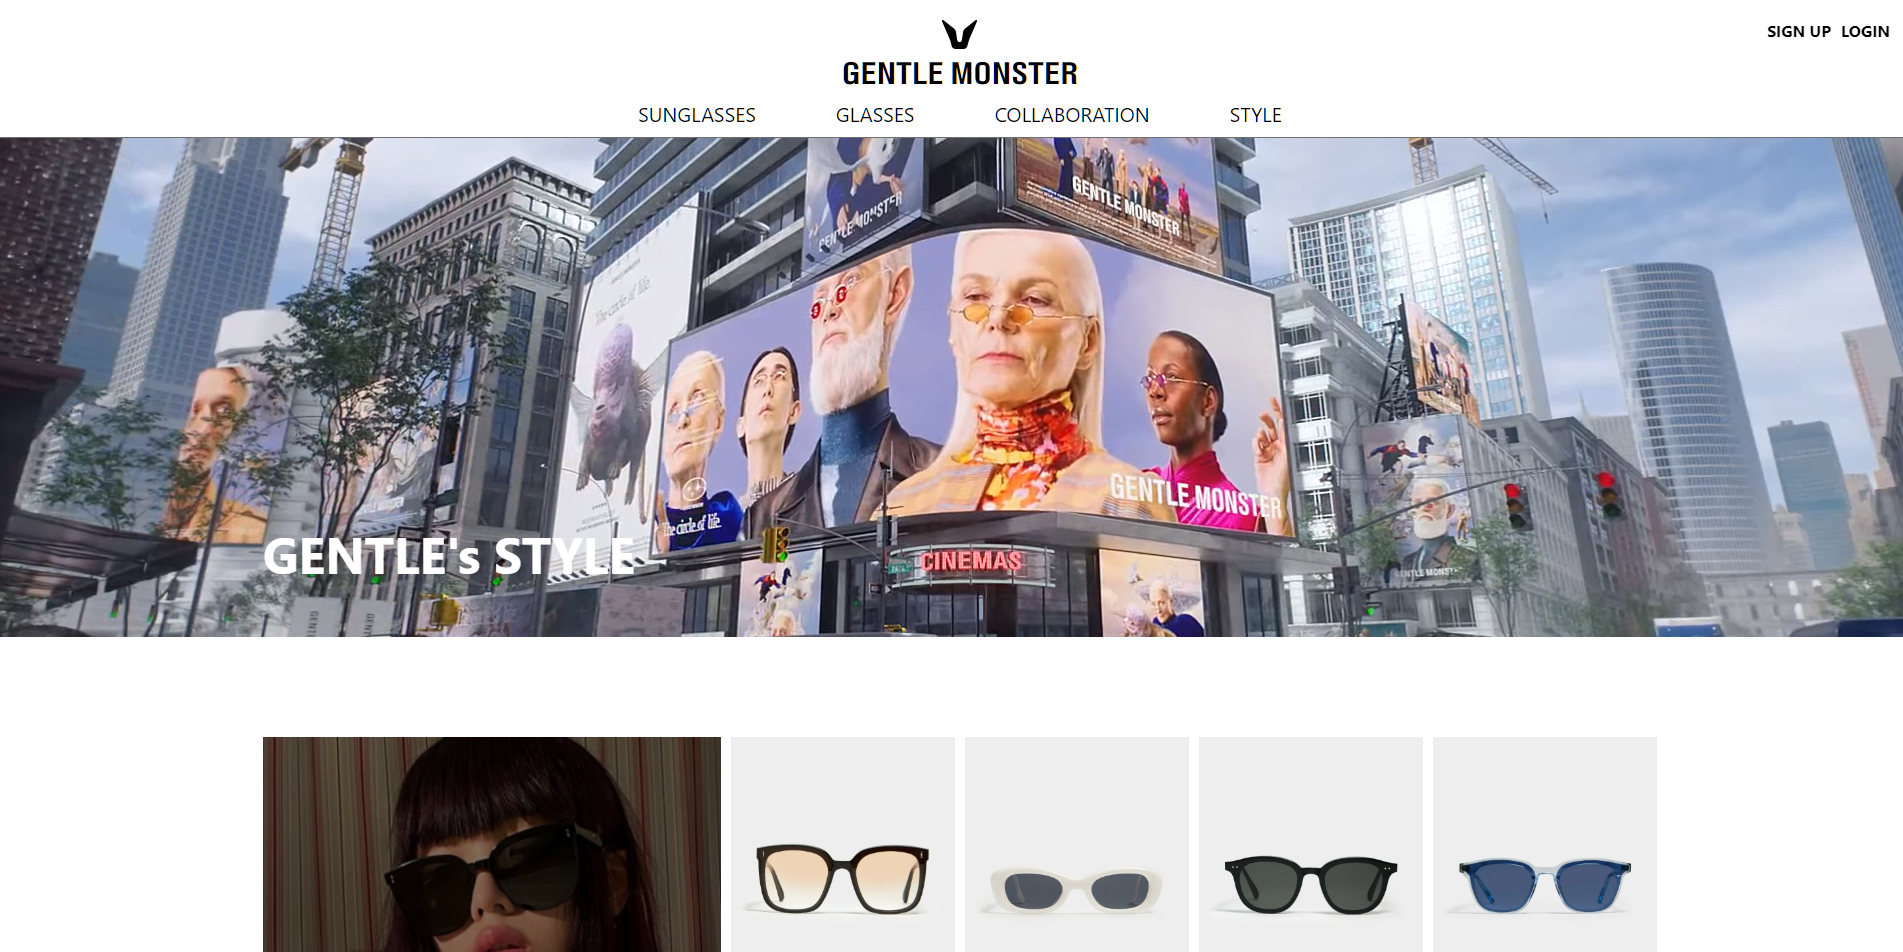 SIGN UP LOGIN
GENTLE MONSTER
SUNGLASSES GLASSES COLLABORATION STYLE
GENTLE MONSTER
GENTLE MONSTER
The circle of life.
GENTLE MONSTER
The circle of life.
GENTLE's STYLE
CINEMAS